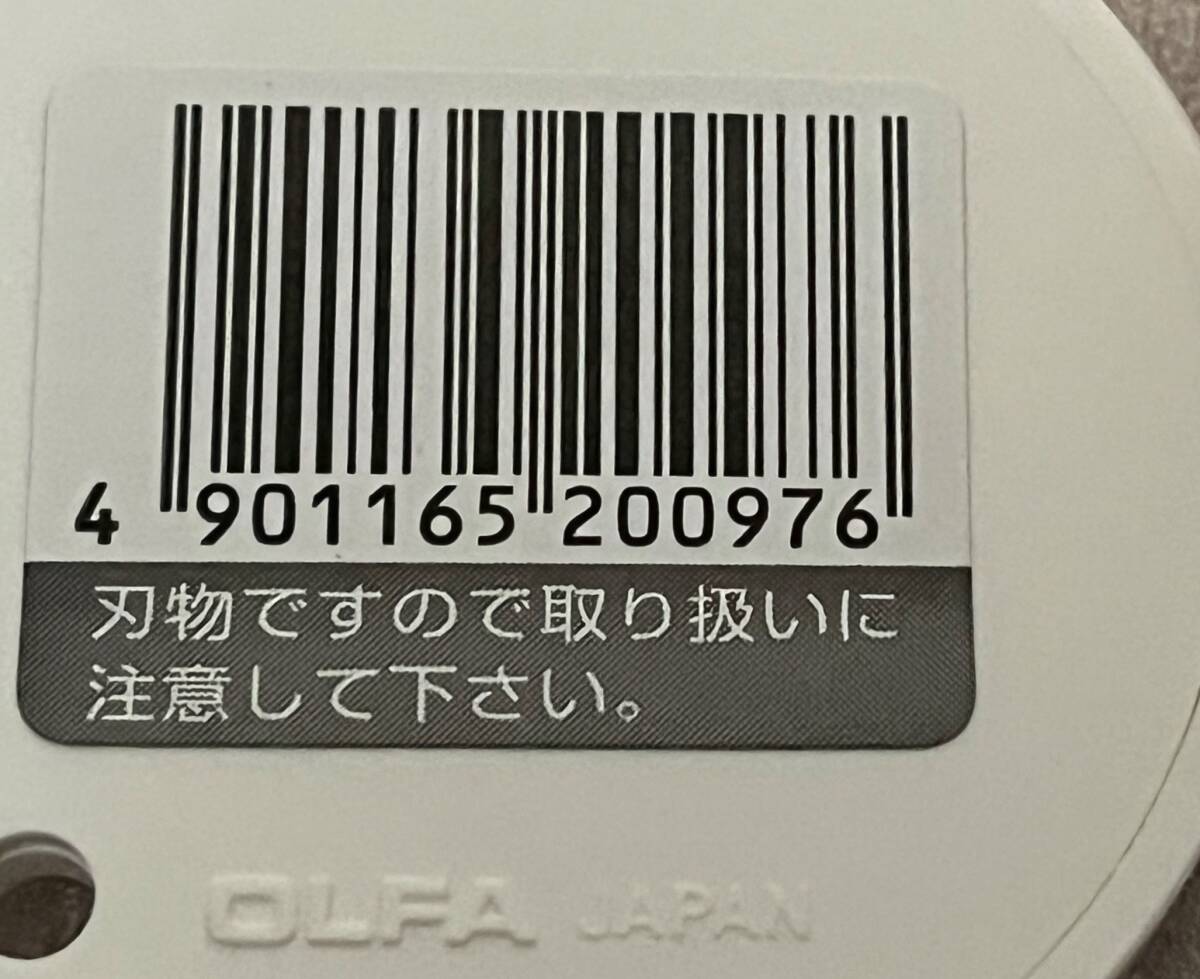 4 901165 200976
刃物ですので取り扱いに
注意して下さい。
OLFA JAPAN